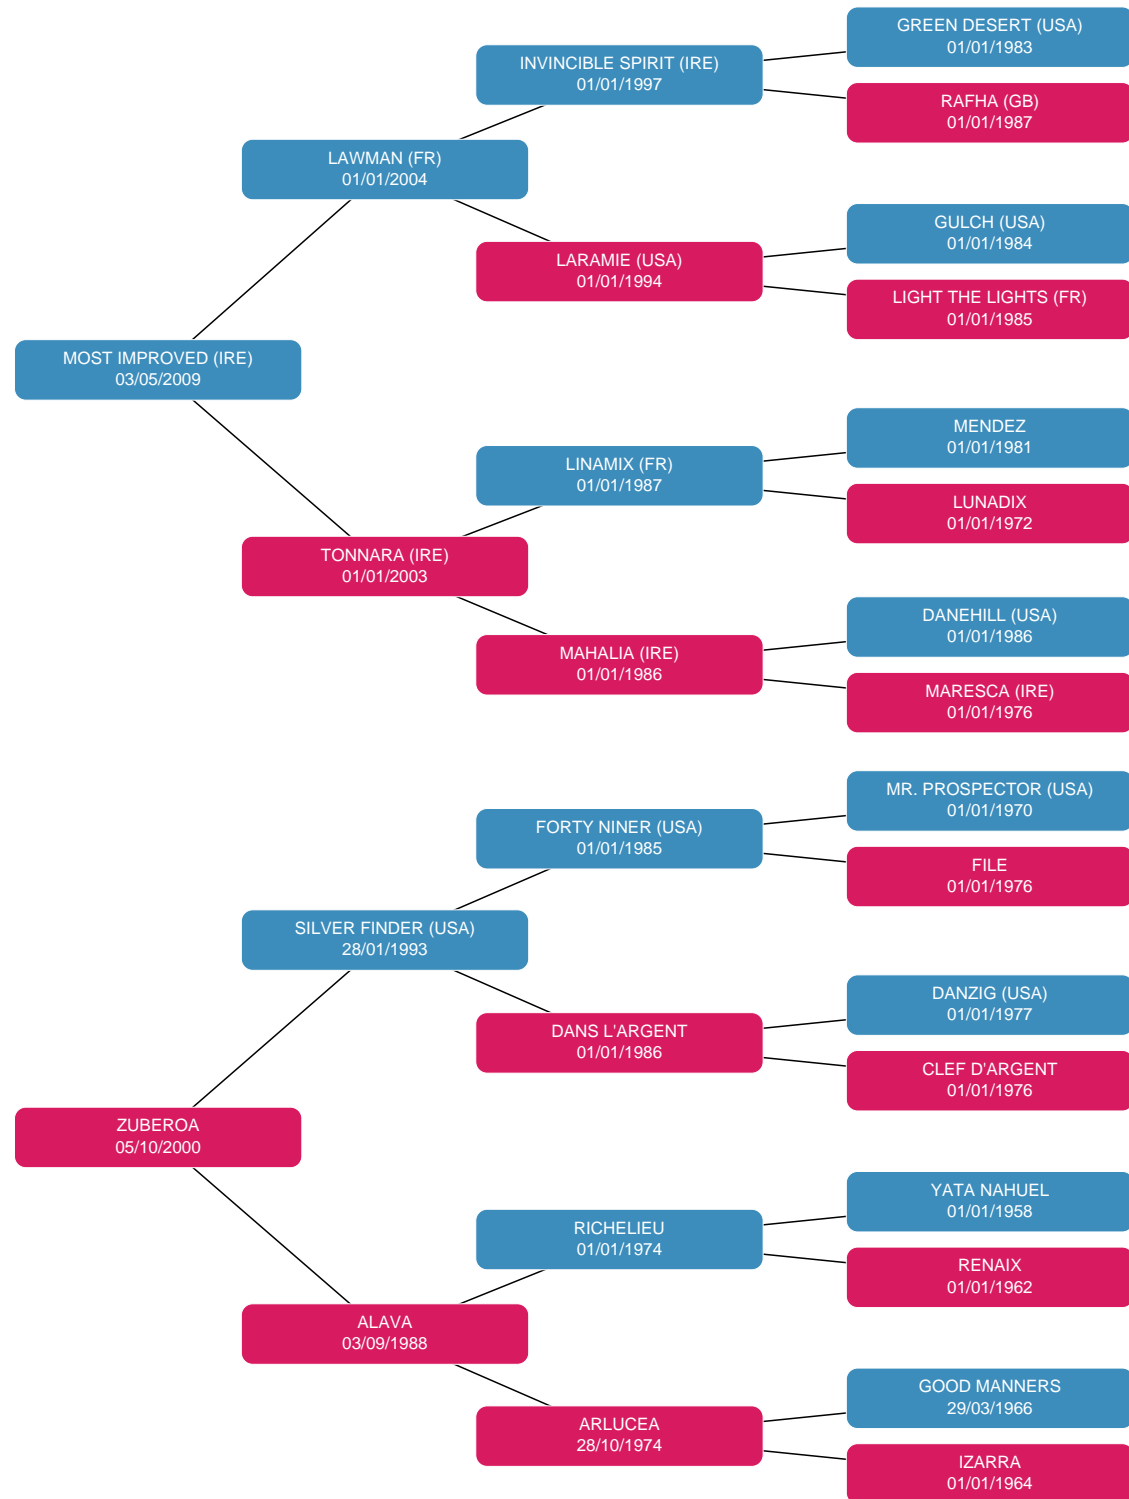 GREEN DESERT (USA)
01/01/1983
INVINCIBLE SPIRIT (IRE)
01/01/1997
RAFHA (GB)
01/01/1987
LAWMAN (FR)
01/01/2004
GULCH (USA)
01/01/1984
LARAMIE (USA)
01/01/1994
LIGHT THE LIGHTS (FR)
01/01/1985
MOST IMPROVED (IRE)
03/05/2009
MENDEZ
01/01/1981
LINAMIX (FR)
01/01/1987
LUNADIX
01/01/1972
TONNARA (IRE)
01/01/2003
DANEHILL (USA)
01/01/1986
MAHALIA (IRE)
01/01/1986
MARESCA (IRE)
01/01/1976
MR. PROSPECTOR (USA)
01/01/1970
FORTY NINER (USA)
01/01/1985
FILE
01/01/1976
SILVER FINDER (USA)
28/01/1993
DANZIG (USA)
01/01/1977
DANS L'ARGENT
01/01/1986
CLEF D'ARGENT
01/01/1976
ZUBEROA
05/10/2000
YATA NAHUEL
01/01/1958
RICHELIEU
01/01/1974
RENAIX
01/01/1962
ALAVA
03/09/1988
GOOD MANNERS
29/03/1966
ARLUCEA
28/10/1974
IZARRA
01/01/1964